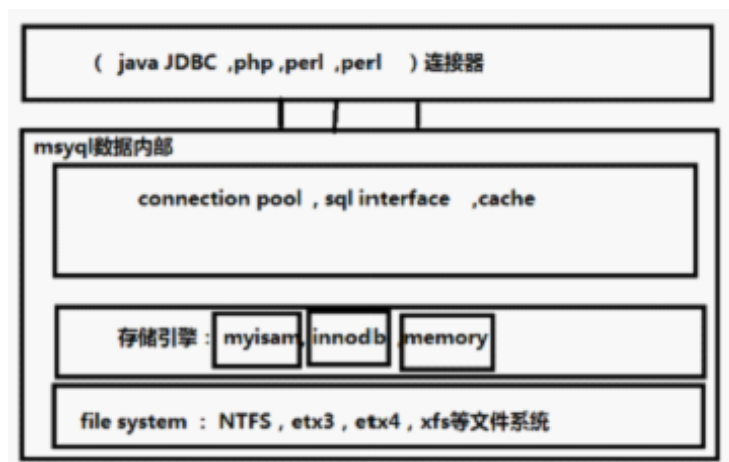 ( java JDBC ,php ,perl ,perl )连接器
msyql数据内部
connection pool , sql interface ,cache
存储引擎： myisam, innodb ,memory
file system ： NTFS，etx3，etx4，xfs等文件系统